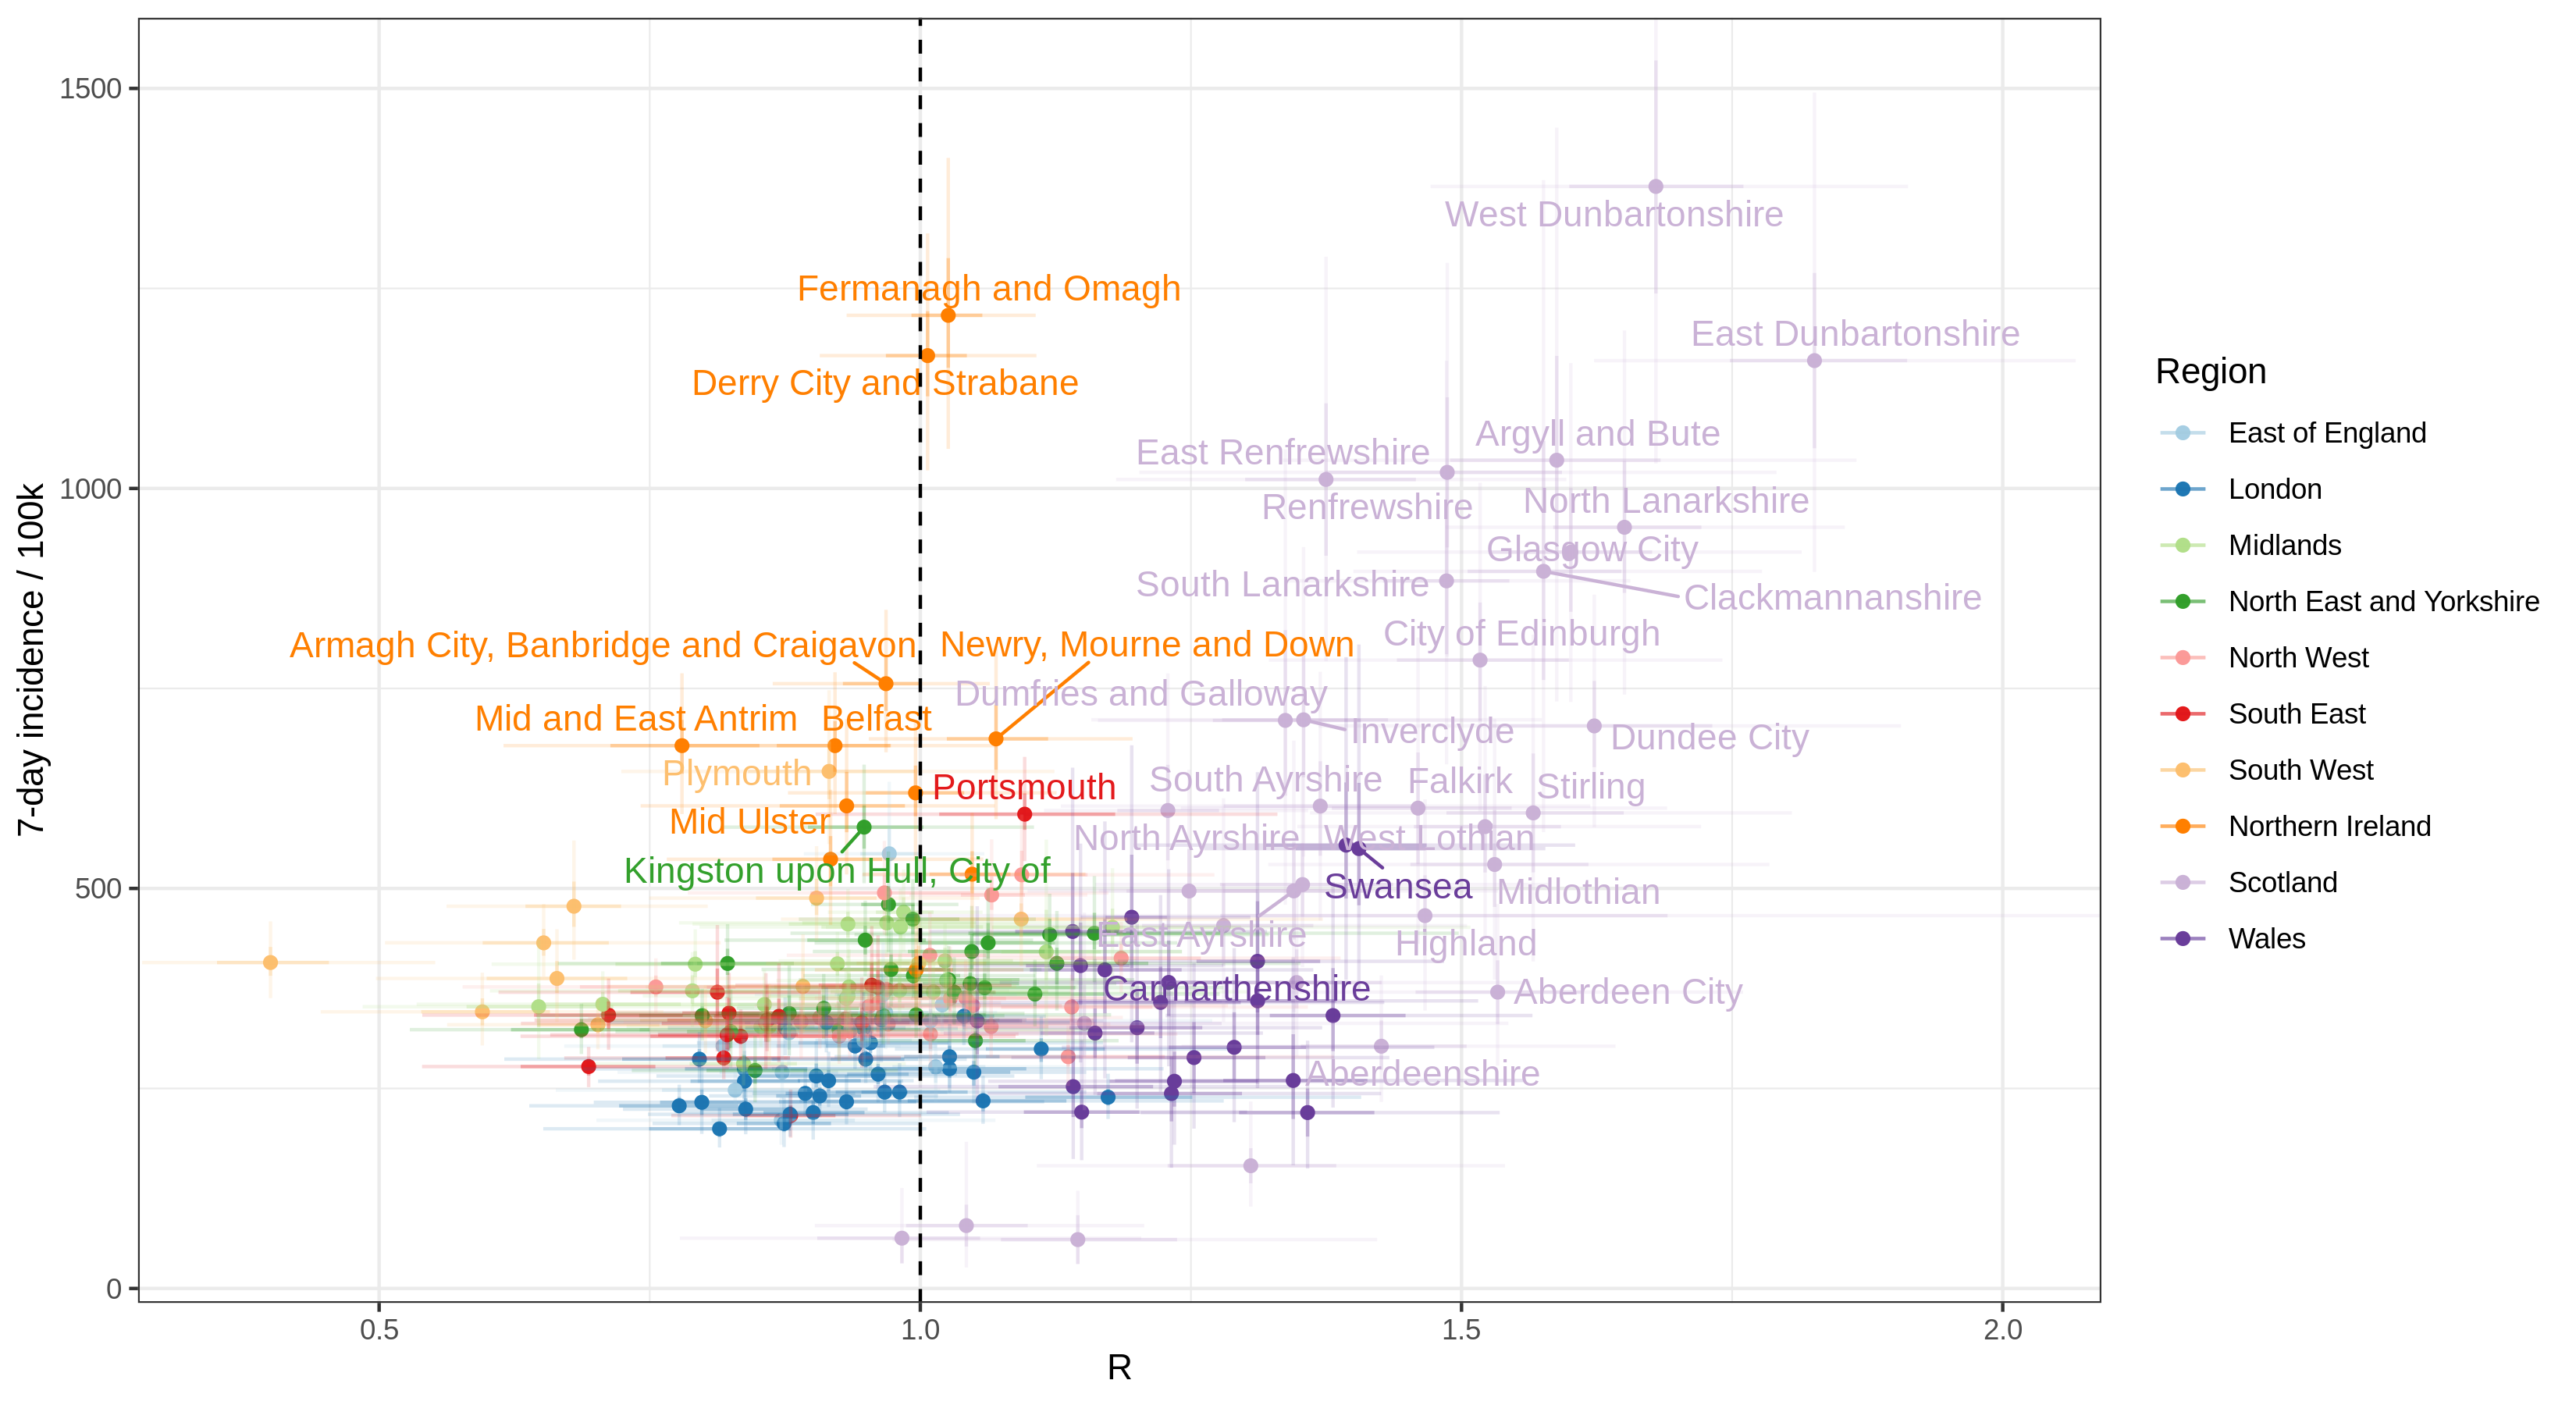 1500
West Dunbartonshire
Fermanagh and Omagh
East Dunbartonshire
Derry City and Strabane
Argyll and Bute
East Renfrewshire
1000
Renfrewshire
North Lanarkshire
Glasgow City
South Lanarkshire
Clackmannanshire
City of Edinburgh
Armagh City, Banbridge and Craigavon
Newry, Mourne and Down
Dumfries and Galloway
Mid and East Antrim
Belfast
Inverclyde
Dundee City
Plymouth
South Ayrshire
Falkirk
Stirling
Portsmouth
Mid Ulster
North Ayrshire
West Lothian
Kingston upon Hull, City of
500
Swansea
Midlothian
East Ayrshire
Highland
Carmarthenshire
Aberdeen City
Aberdeenshire
0
0.5
1.0
1.5
2.0
R
7-day incidence / 100k
Region
East of England
London
Midlands
North East and Yorkshire
North West
South East
South West
Northern Ireland
Scotland
Wales